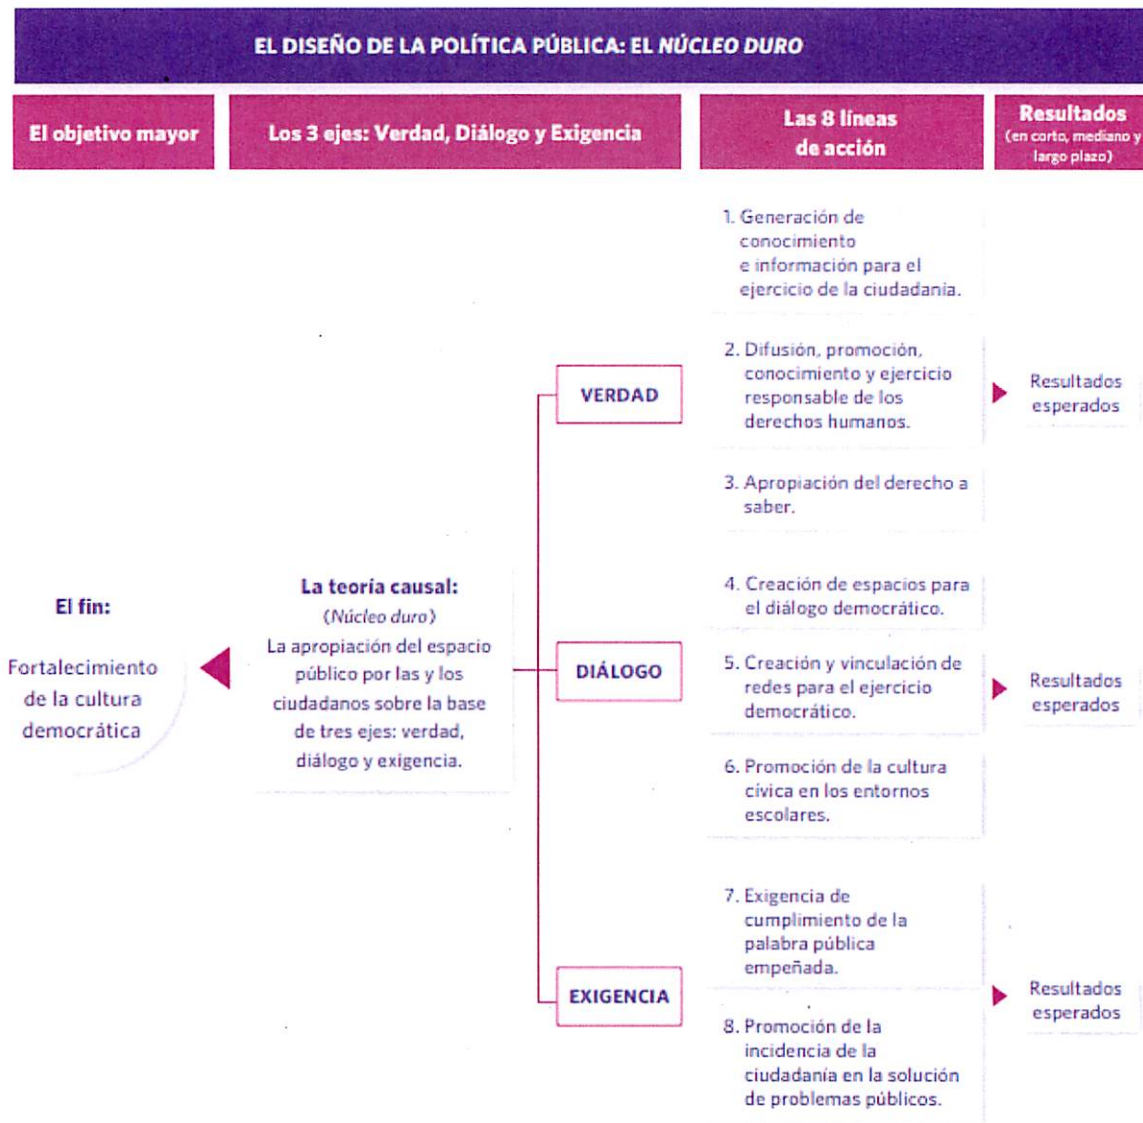 EL DISEÑO DE LA POLÍTICA PÚBLICA: EL NÚCLEO DURO
El objetivo mayor
Los 3 ejes: Verdad, Diálogo y Exigencia
Las 8 líneas
de acción
Resultados
(en corto, mediano y
largo plazo)
El fin:
Fortalecimiento
de la cultura
democrática
La teoría causal:
(Núcleo duro)
La apropiación del espacio
público por las y los
ciudadanos sobre la base
de tres ejes: verdad,
diálogo y exigencia.
VERDAD
1. Generación de
conocimiento
e información para el
ejercicio de la ciudadanía.
2. Difusión, promoción,
conocimiento y ejercicio
responsable de los
derechos humanos.
3. Apropiación del derecho a
saber.
Resultados
esperados
DIÁLOGO
4. Creación de espacios para
el diálogo democrático.
5. Creación y vinculación de
redes para el ejercicio
democrático.
6. Promoción de la cultura
cívica en los entornos
escolares.
Resultados
esperados
EXIGENCIA
7. Exigencia de
cumplimiento de la
palabra pública
empeñada.
8. Promoción de la
incidencia de la
ciudadanía en la solución
de problemas públicos.
Resultados
esperados